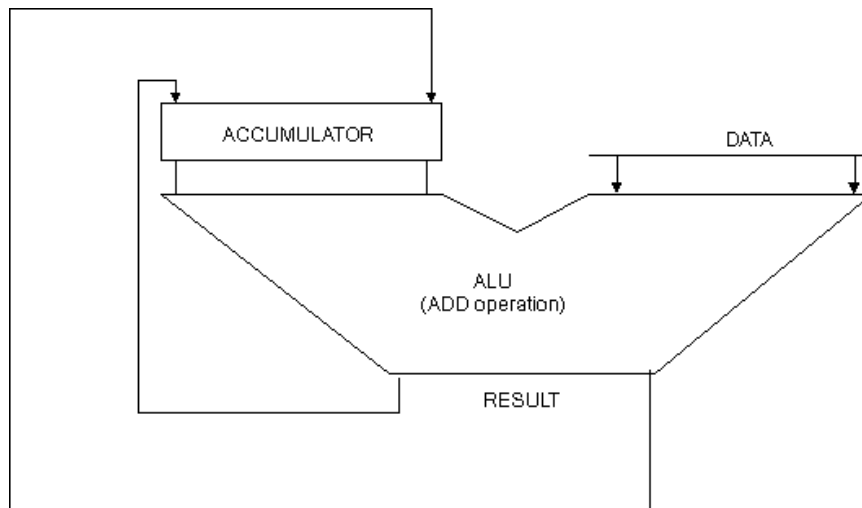 ACCUMULATOR
DATA
ALU
(ADD operation)
RESULT